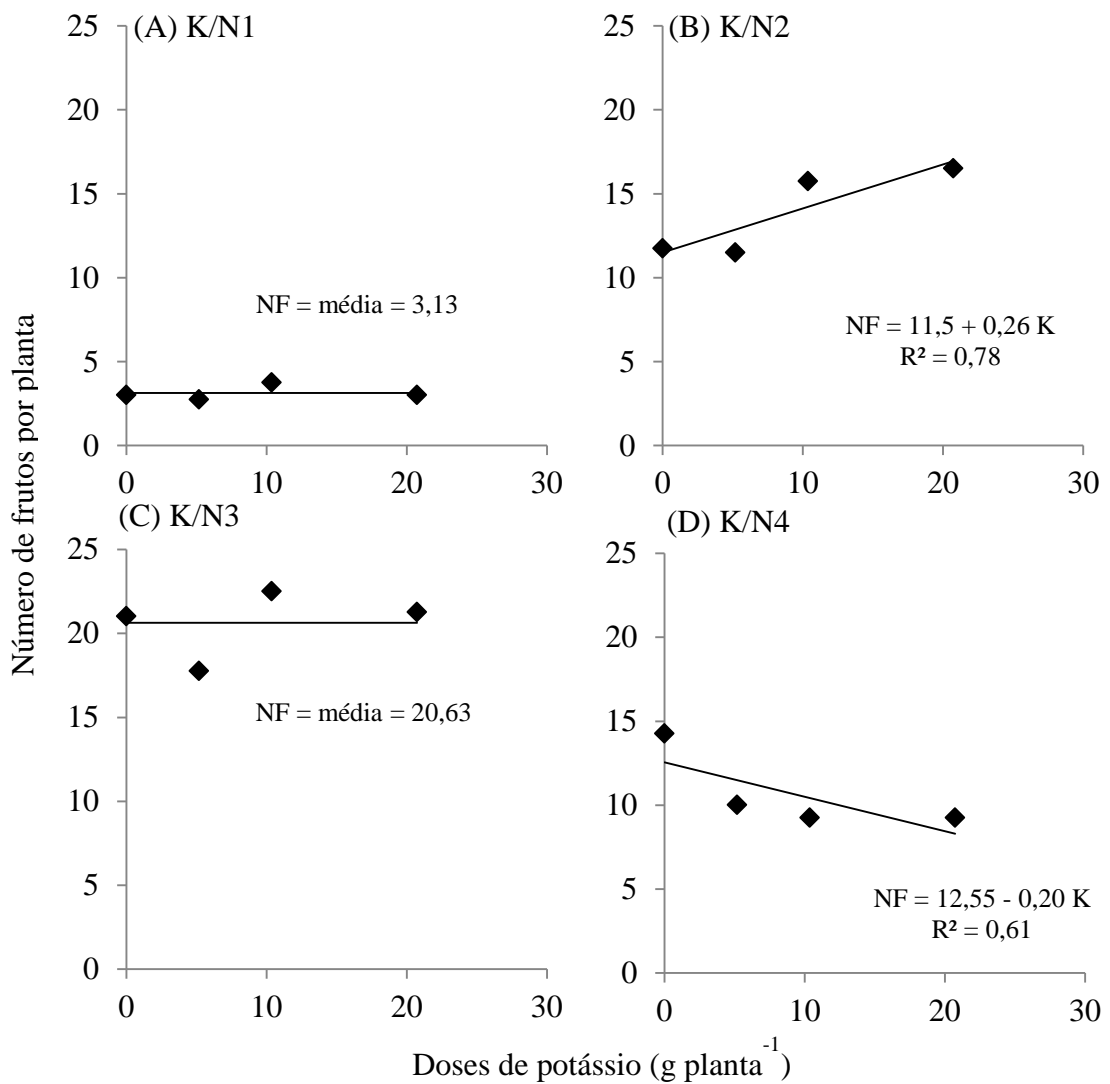 (A) K/N1
25
20
15
10
5
0
0 10 20 30
NF = média = 3,13
(B) K/N2
25
20
15
10
5
0
0 10 20 30
NF = 11,5 + 0,26 K
R² = 0,78
(C) K/N3
25
20
15
10
5
0
0 10 20 30
NF = média = 20,63
(D) K/N4
25
20
15
10
5
0
0 10 20 30
NF = 12,55 - 0,20 K
R² = 0,61
Número de frutos por planta
Doses de potássio (g planta⁻¹)